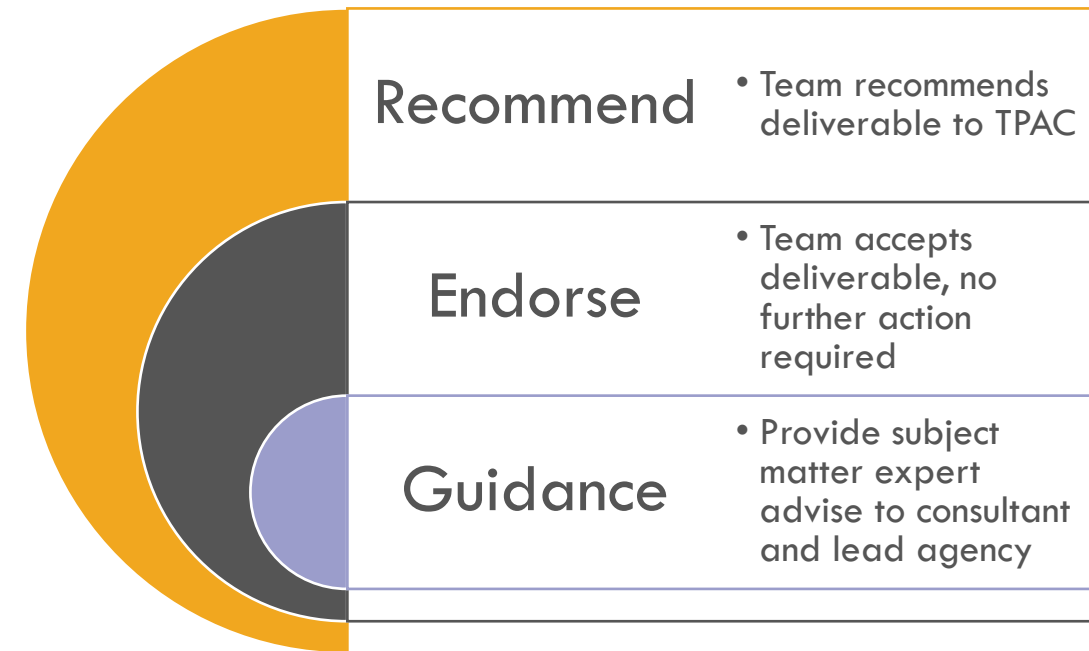 Recommend
• Team recommends
deliverable to TPAC
Endorse
• Team accepts
deliverable, no
further action
required
Guidance
• Provide subject
matter expert
advise to consultant
and lead agency